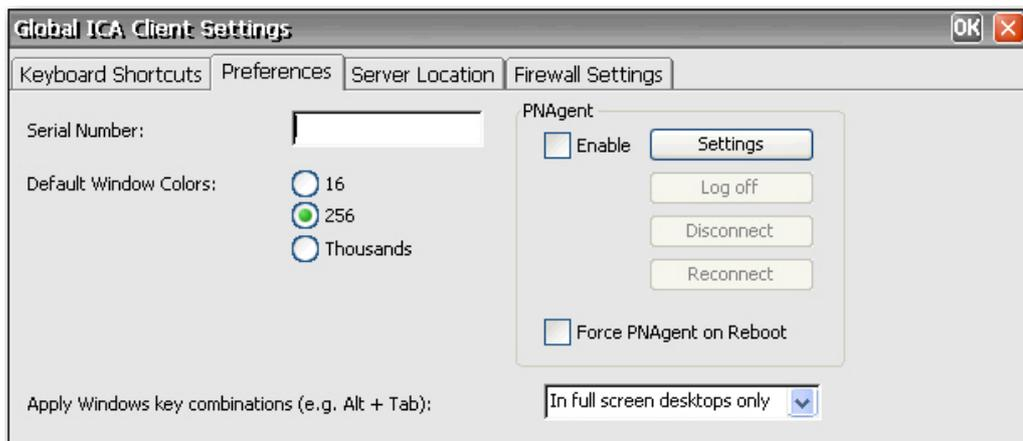 Global ICA Client Settings
OK
Keyboard Shortcuts
Preferences
Server Location
Firewall Settings
Serial Number:
Default Window Colors:
16
256
Thousands
PNAgent
Enable
Settings
Log off
Disconnect
Reconnect
Force PNAgent on Reboot
Apply Windows key combinations (e.g. Alt + Tab):
In full screen desktops only